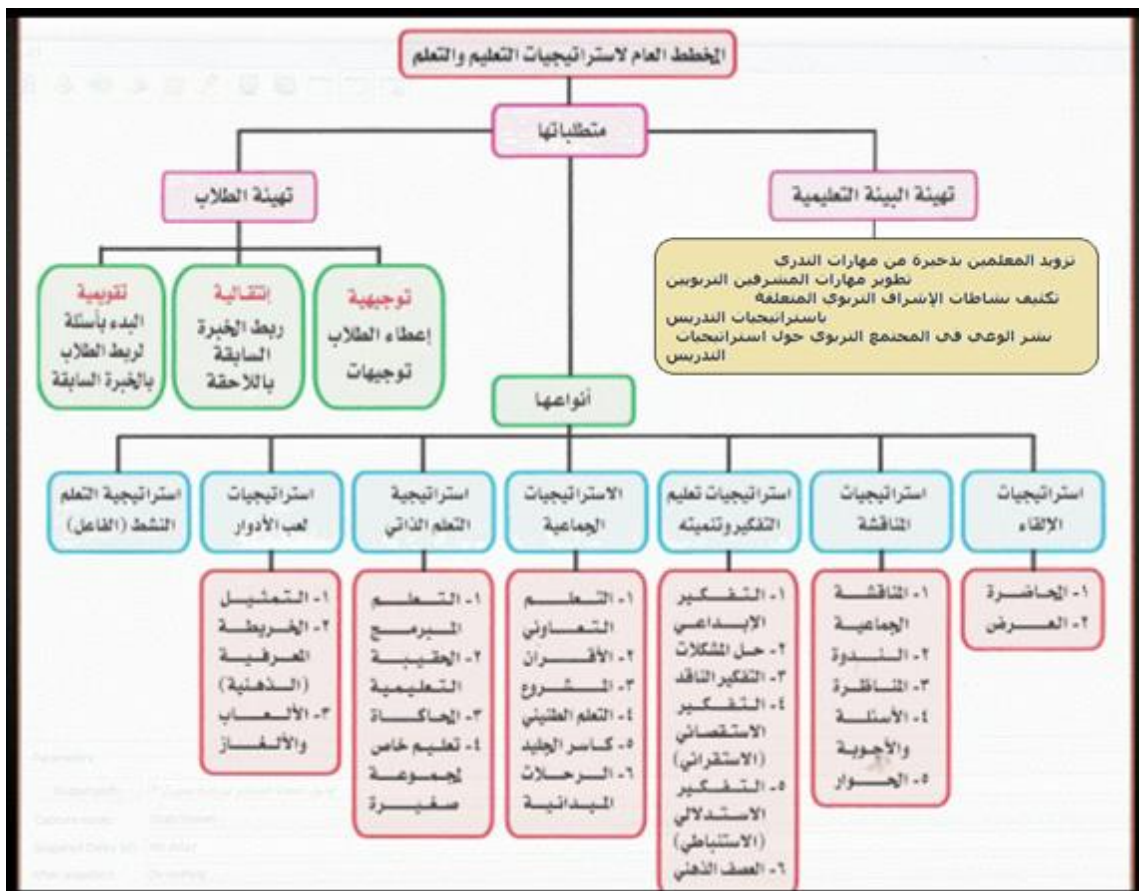 المخطط العام لاستراتيجيات التعليم والتعلم
متطلباتها
تهيئة البيئة التعليمية
تزويد المعلمين بذخيرة من مهارات التدري
تطوير مهارات المشرفين التربويين
تكثيف نشاطات الإشراف التربوي المتعلقة
باستراتيجيات التدريس
نشر الوعي في المجتمع التربوي حول استراتيجيات
التدريس
تهيئة الطلاب
توجيهية
إعطاء الطلاب
توجيهات
إنتقالية
ربط الخبرة
السابقة
باللاحقة
تقويمية
البدء بأسئلة
لربط الطلاب
بالخبرة السابقة
أنواعها
استراتيجيات
الإلقاء
١- المحاضرة
٢- العرض
استراتيجيات
المناقشة
١- المناقشة
الجماعية
٢- الندوة
٣- المناظرة
٤- الأسئلة
والأجوبة
٥- الحوار
استراتيجيات تعليم
التفكير وتنميته
١- التفكير
الإبداعي
٢- حل المشكلات
٣- التفكير الناقد
٤- التفكير
الاستقصائي
(الاستقرائي)
٥- التفكير
الاستدلالي
(الاستنباطي)
٦- العصف الذهني
الاستراتيجيات
الجماعية
١- التعلم
التعاوني
٢- الأقران
٣- المشروع
٤- التعلم الطنيني
٥- كاسر الجليد
٦- الرحلات
الميدانية
استراتيجية
التعلم الذاتي
١- التعلم
المبرمج
٢- الحقيبة
التعليمية
٣- المحاكاة
٤- تعليم خاص
لمجموعة
صغيرة
استراتيجيات
لعب الأدوار
١- التمثيل
٢- الخريطة
المعرفية
(الذهنية)
٣- الألعاب
والألغاز
استراتيجية التعلم
النشط (الفاعل)